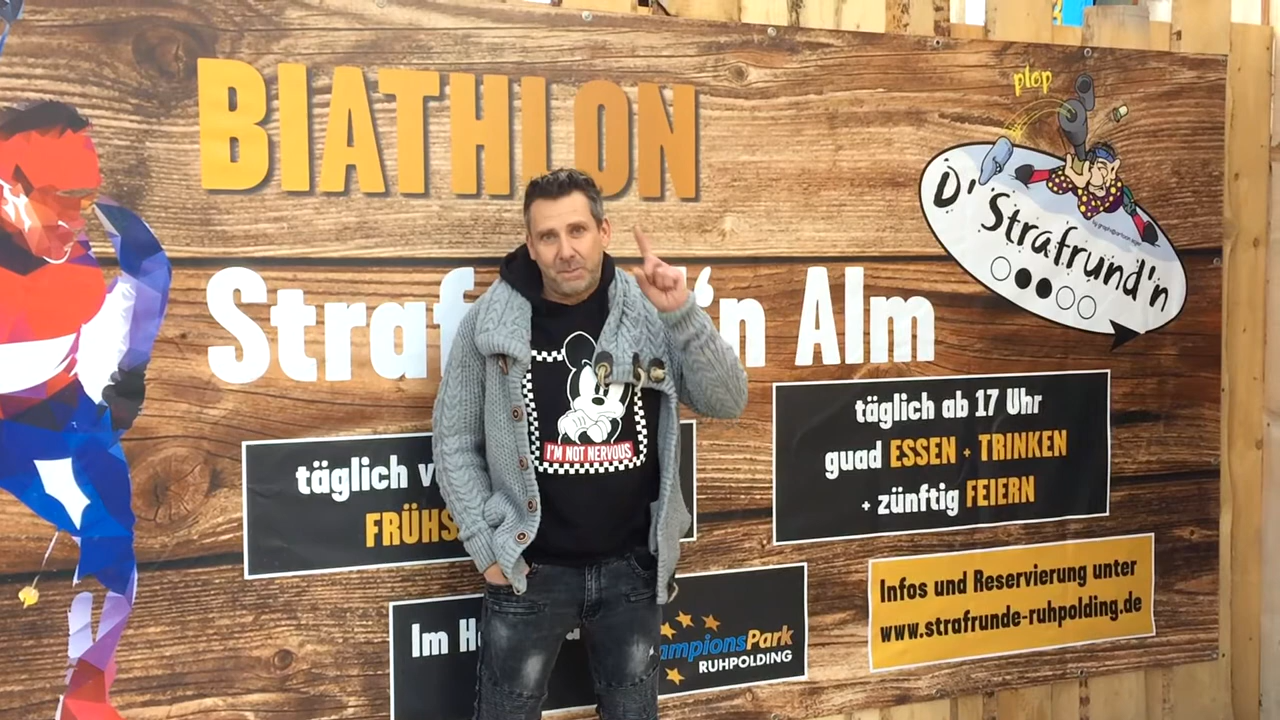 BIATHLON
plop
D' Strafrund'n
Straf 'n Alm
täglich
FRÜHS
täglich ab 17 Uhr
guad ESSEN + TRINKEN
+ zünftig FEIERN
I'M NOT NERVOUS
Im
ampionsPark
RUHPOLDING
Infos und Reservierung unter
www.strafrunde-ruhpolding.de